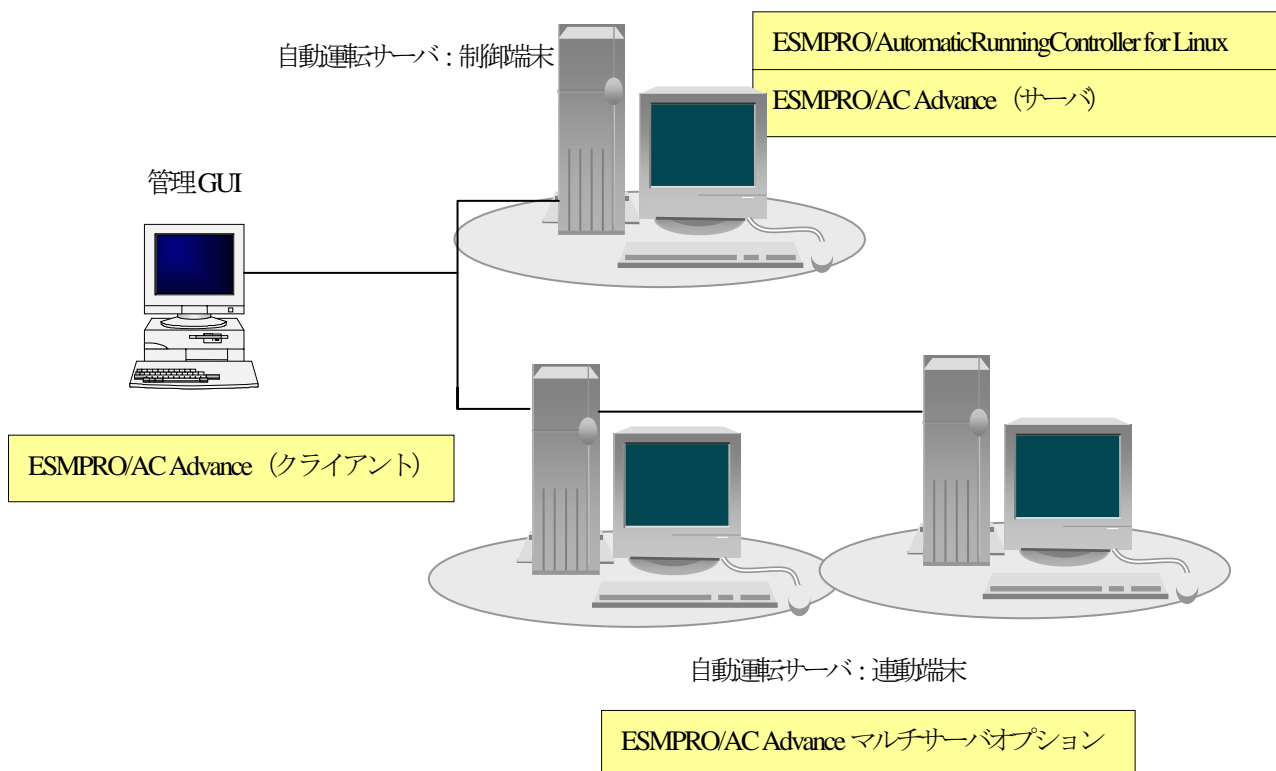 自動運転サーバ：制御端末
ESMPRO/AutomaticRunningController for Linux
ESMPRO/AC Advance （サーバ）
管理 GUI
ESMPRO/AC Advance （クライアント）
自動運転サーバ：連動端末
ESMPRO/AC Advance マルチサーバオプション